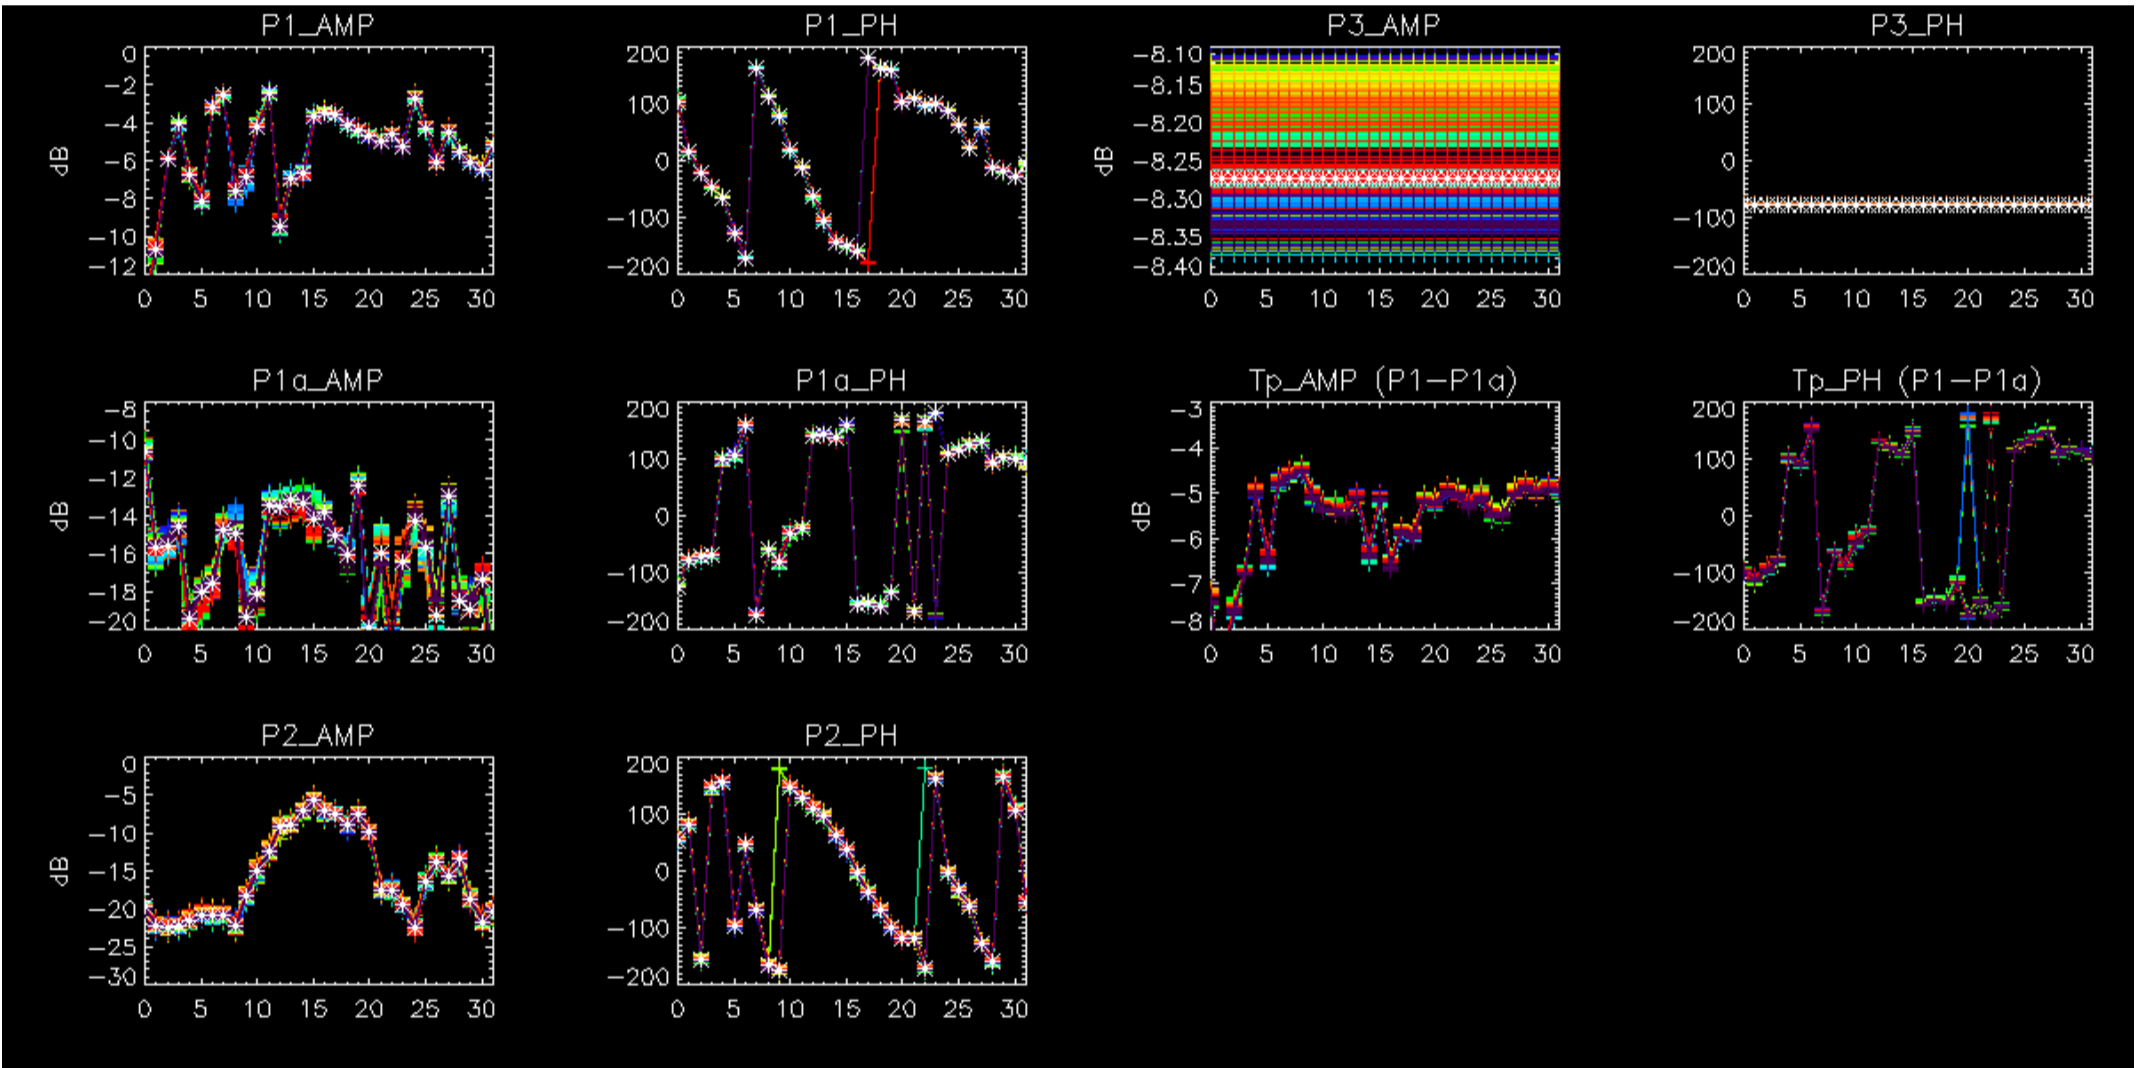 P1_AMP
0
-2
-4
-6
-8
-10
-12
dB
0 5 10 15 20 25 30
P1_PH
200
100
0
-100
-200
0 5 10 15 20 25 30
P3_AMP
-8.10
-8.15
-8.20
-8.25
-8.30
-8.35
-8.40
dB
0 5 10 15 20 25 30
P3_PH
200
100
0
-100
-200
0 5 10 15 20 25 30
P1a_AMP
-8
-10
-12
-14
-16
-18
-20
dB
0 5 10 15 20 25 30
P1a_PH
200
100
0
-100
-200
0 5 10 15 20 25 30
Tp_AMP (P1-P1a)
-3
-4
-5
-6
-7
-8
dB
0 5 10 15 20 25 30
Tp_PH (P1-P1a)
200
100
0
-100
-200
0 5 10 15 20 25 30
P2_AMP
0
-5
-10
-15
-20
-25
-30
dB
0 5 10 15 20 25 30
P2_PH
200
100
0
-100
-200
0 5 10 15 20 25 30